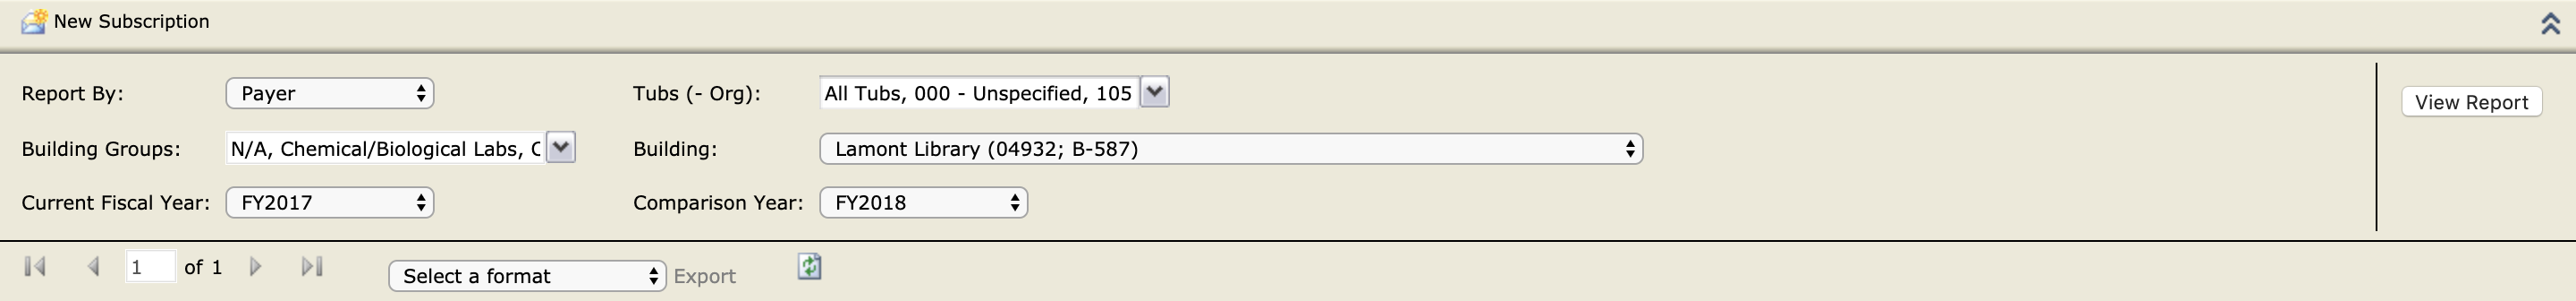 New Subscription
Report By: Payer Tubs (- Org): All Tubs, 000 - Unspecified, 105 View Report
Building Groups: N/A, Chemical/Biological Labs, C Building: Lamont Library (04932; B-587)
Current Fiscal Year: FY2017 Comparison Year: FY2018
1 of 1 Select a format Export